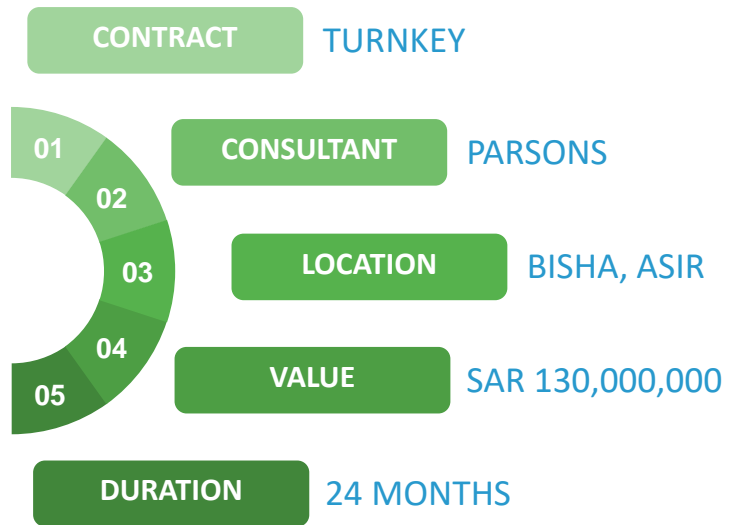 CONTRACT TURNKEY
01
CONSULTANT PARSONS
02
03
LOCATION BISHA, ASIR
04
VALUE SAR 130,000,000
05
DURATION 24 MONTHS